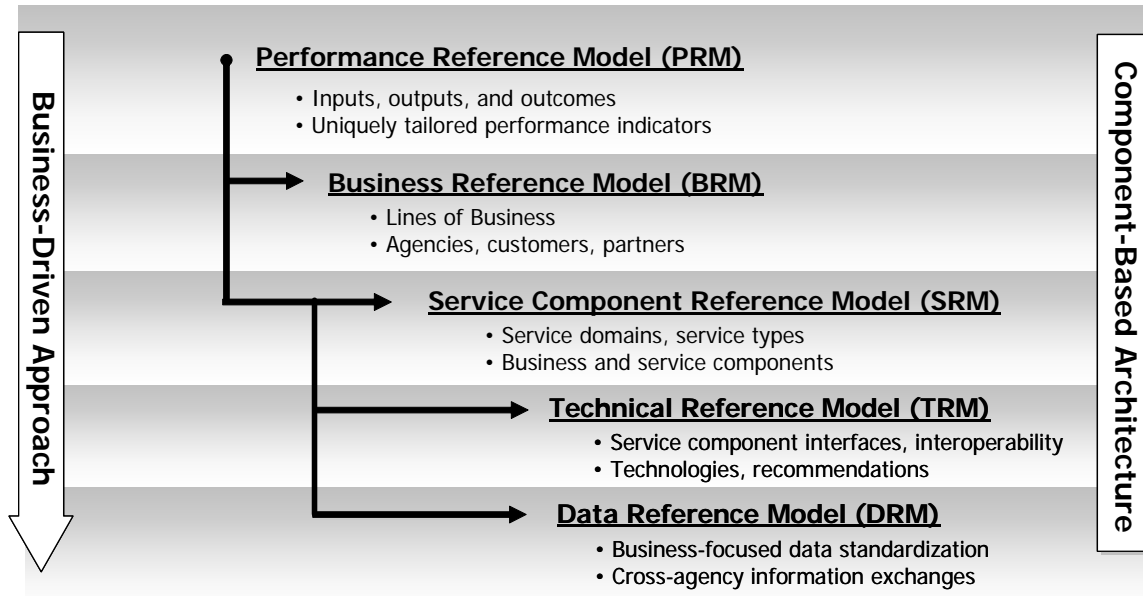 Business-Driven Approach
Performance Reference Model (PRM)
• Inputs, outputs, and outcomes
• Uniquely tailored performance indicators
Business Reference Model (BRM)
• Lines of Business
• Agencies, customers, partners
Service Component Reference Model (SRM)
• Service domains, service types
• Business and service components
Technical Reference Model (TRM)
• Service component interfaces, interoperability
• Technologies, recommendations
Data Reference Model (DRM)
• Business-focused data standardization
• Cross-agency information exchanges
Component-Based Architecture